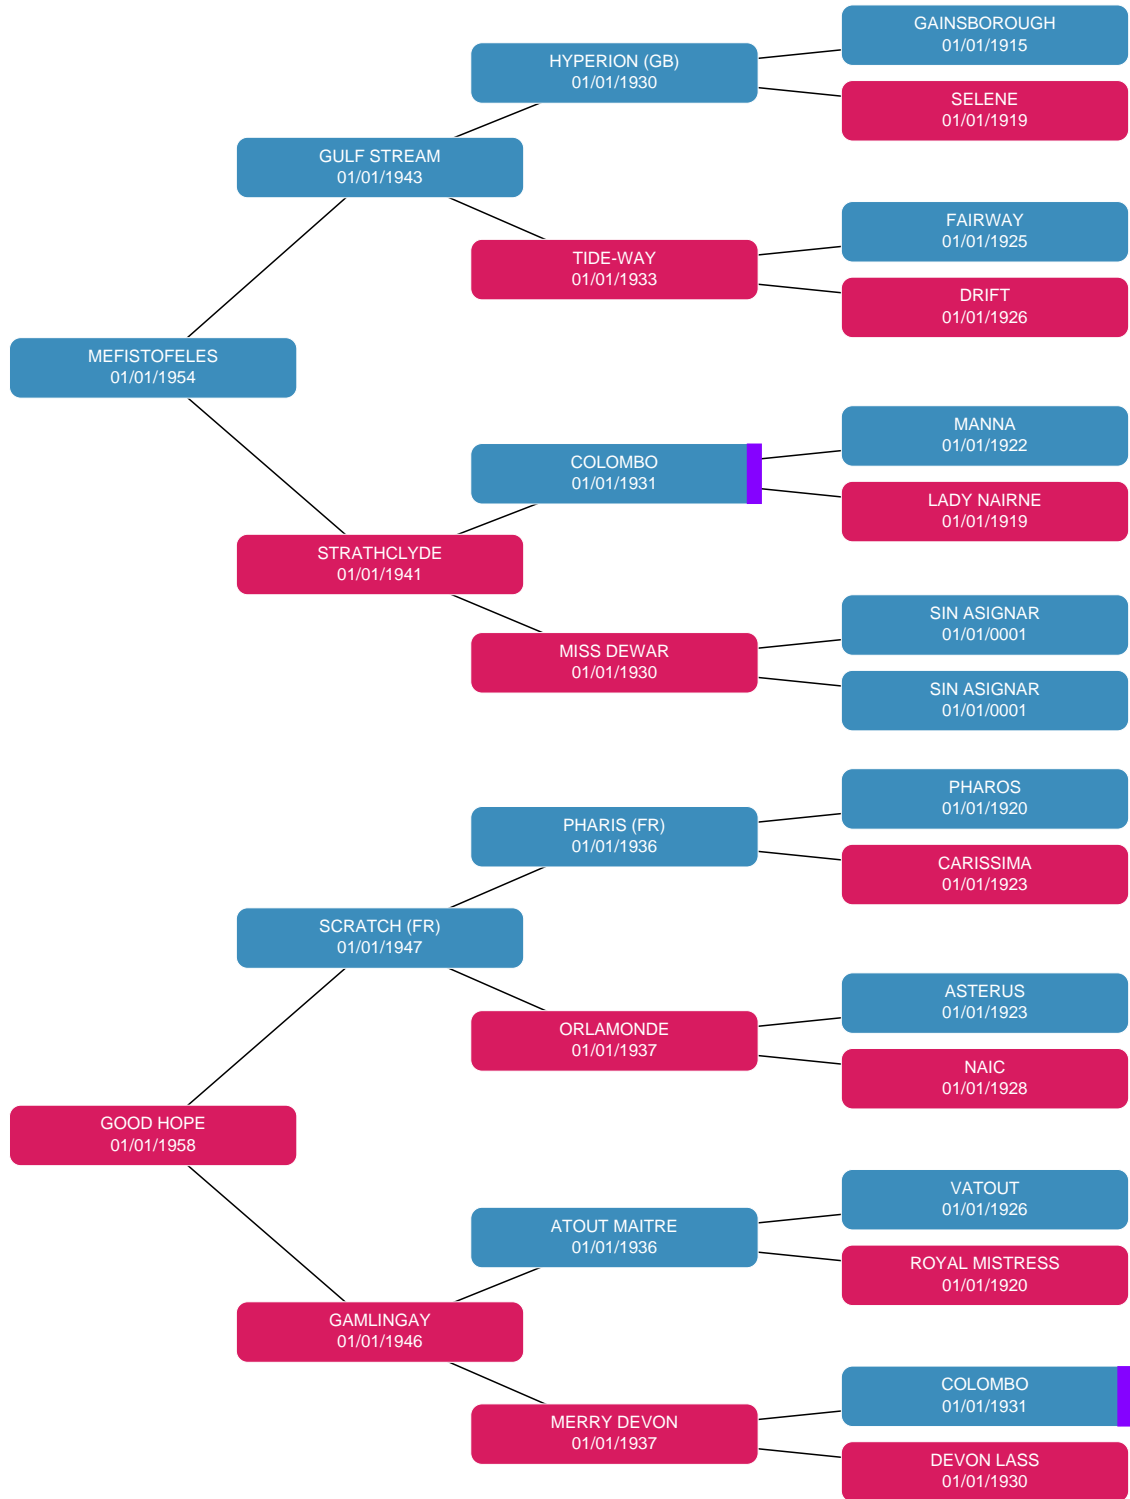 GAINSBOROUGH
01/01/1915
HYPERION (GB)
01/01/1930
SELENE
01/01/1919
GULF STREAM
01/01/1943
FAIRWAY
01/01/1925
TIDE-WAY
01/01/1933
DRIFT
01/01/1926
MEFISTOFELES
01/01/1954
MANNA
01/01/1922
COLOMBO
01/01/1931
LADY NAIRNE
01/01/1919
STRATHCLYDE
01/01/1941
SIN ASIGNAR
01/01/0001
MISS DEWAR
01/01/1930
SIN ASIGNAR
01/01/0001
PHAROS
01/01/1920
PHARIS (FR)
01/01/1936
CARISSIMA
01/01/1923
SCRATCH (FR)
01/01/1947
ASTERUS
01/01/1923
ORLAMONDE
01/01/1937
NAIC
01/01/1928
GOOD HOPE
01/01/1958
VATOUT
01/01/1926
ATOUT MAITRE
01/01/1936
ROYAL MISTRESS
01/01/1920
GAMLINGAY
01/01/1946
COLOMBO
01/01/1931
MERRY DEVON
01/01/1937
DEVON LASS
01/01/1930